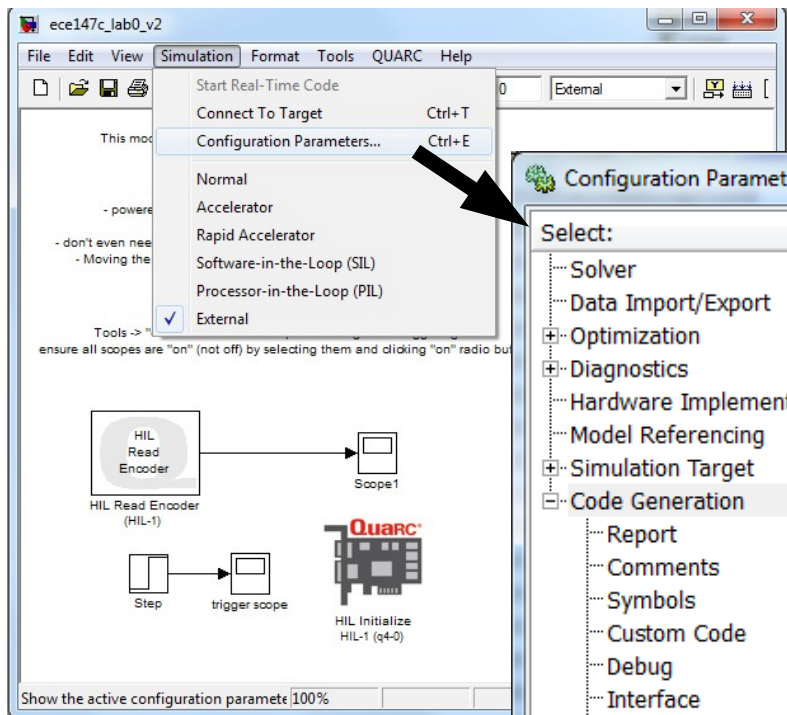 ece147c_lab0_v2
File Edit View Simulation Format Tools QUARC Help
0 External
Start Real-Time Code
Connect To Target Ctrl+T
Configuration Parameters... Ctrl+E
Normal
Accelerator
Rapid Accelerator
Software-in-the-Loop (SIL)
Processor-in-the-Loop (PIL)
✓ External
This
- powere
- don't even nee
- Moving the
Tools -> "
ensure all scopes are "on" (not off) by selecting them and clicking "on" radio but
HIL
Read
Encoder
HIL Read Encoder
(HIL-1)
Scope1
Step
trigger scope
QUARC
HIL Initialize
HIL-1 (q4-0)
Show the active configuration paramete 100%
Configuration Paramet
Select:
Solver
Data Import/Export
Optimization
Diagnostics
Hardware Implement
Model Referencing
Simulation Target
Code Generation
Report
Comments
Symbols
Custom Code
Debug
Interface